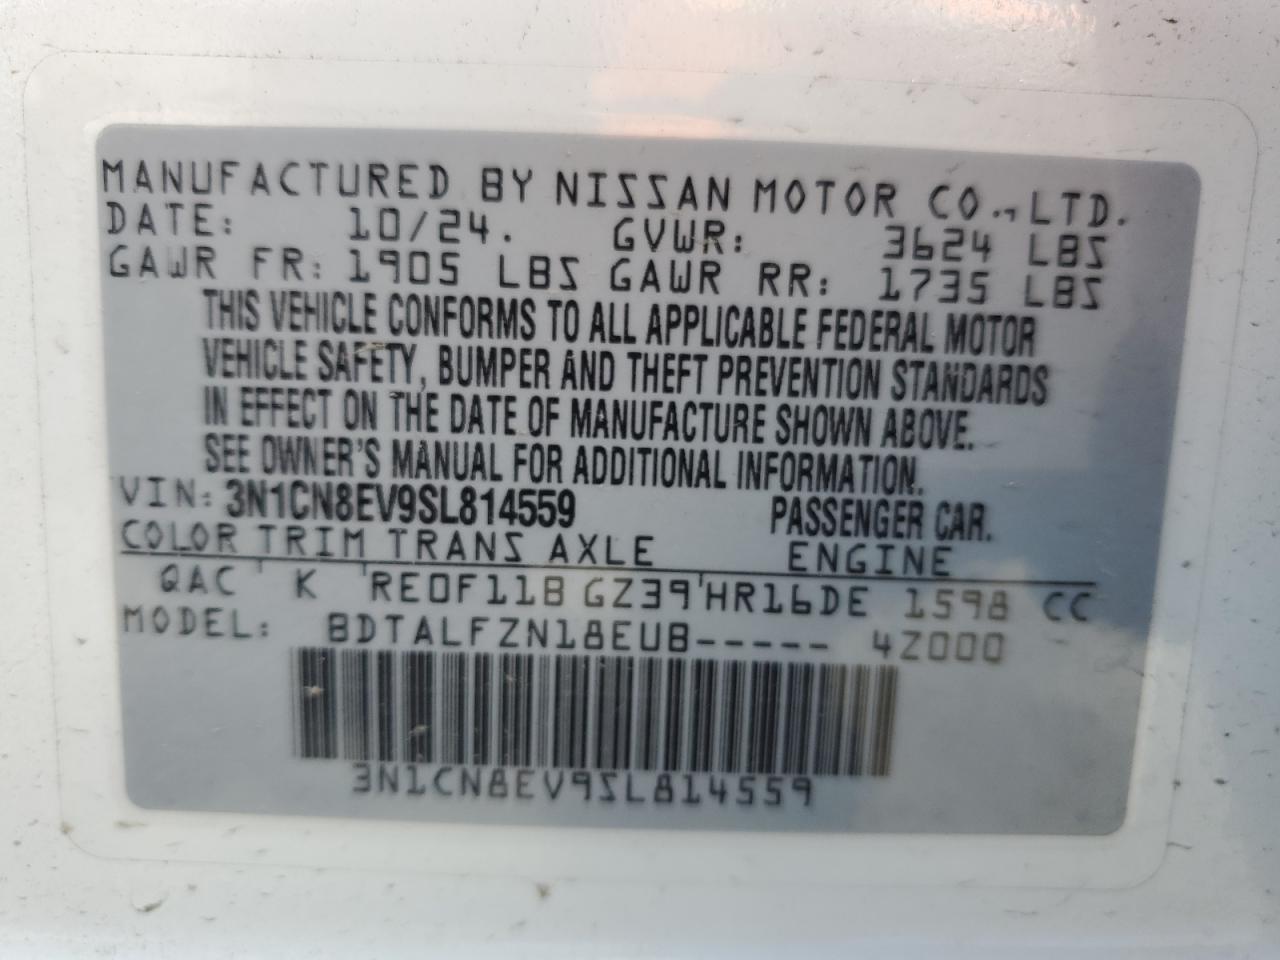 MANUFACTURED BY NISSAN MOTOR CO., LTD.
DATE: 10/24. GVWR: 3624 LBS
GAWR FR: 1905 LBS GAWR RR: 1735 LBS
THIS VEHICLE CONFORMS TO ALL APPLICABLE FEDERAL MOTOR
VEHICLE SAFETY, BUMPER AND THEFT PREVENTION STANDARDS
IN EFFECT ON THE DATE OF MANUFACTURE SHOWN ABOVE.
SEE OWNER'S MANUAL FOR ADDITIONAL INFORMATION.
VIN: 3N1CN8EV9SL814559 PASSENGER CAR.
COLOR TRIM TRANS AXLE ENGINE
QAC K RE0F11B GZ39 HR16DE 1598 CC
MODEL: BDTALFZN18EUB----- 4Z000
3N1CN8EV9SL814559